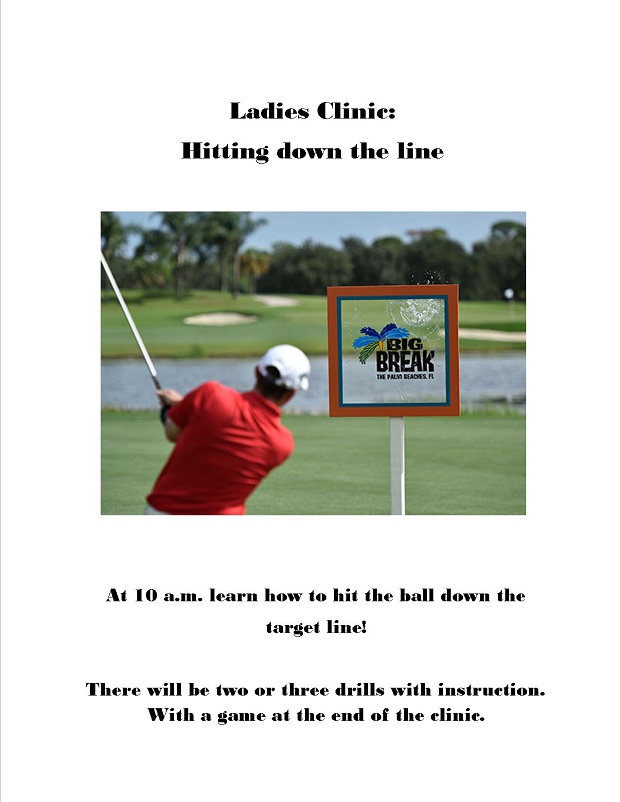 Ladies Clinic:
Hitting down the line
BIG
BREAK
THE PALM BEACHES, FL
At 10 a.m. learn how to hit the ball down the
target line!
There will be two or three drills with instruction.
With a game at the end of the clinic.